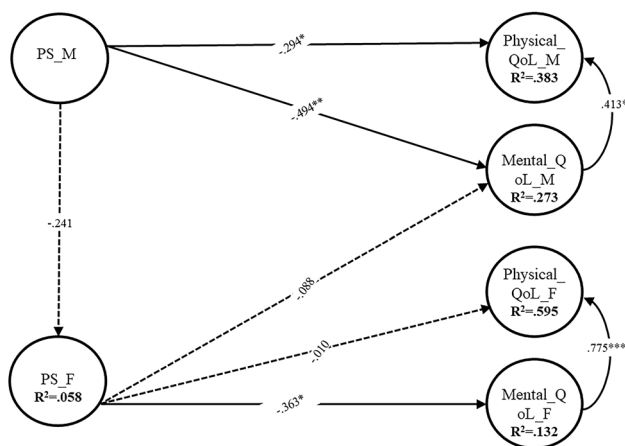 PS_M
-.294*
Physical_
QoL_M
R²=.383
-.494**
.413*
Mental_Q
oL_M
R²=.273
-.241
-.088
Physical_
QoL_F
R²=.595
-.010
.775***
PS_F
R²=.058
-.363*
Mental_Q
oL_F
R²=.132